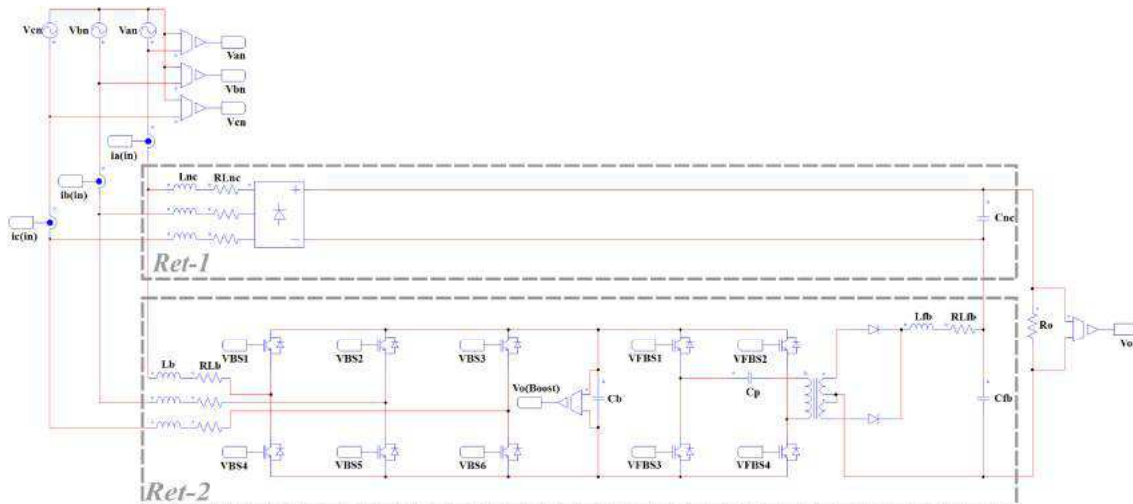 Vcn Vbn Van
Van
Vbn
Vcn
ia(in)
ib(in)
ic(in)
Lnc RLnc
+
−
Cnc
Ret-1
Lb RLb
VBS1 VBS2 VBS3 VFBS1 VFBS2
Vo(Boost)
Cb
Cp
Lfb RLfb
Cfb
Ro
Vo
VBS4 VBS5 VBS6 VFBS3 VFBS4
Ret-2